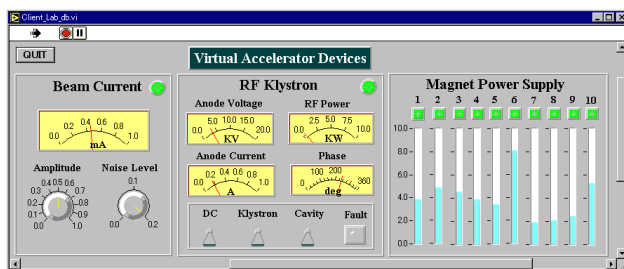 Client_Lab_db.vi
QUIT
Virtual Accelerator Devices
Beam Current
0.0 0.2 0.4 0.6 0.8 1.0
mA
Amplitude
0.0 0.1 0.2 0.3 0.4 0.5 0.6 0.7 0.8 0.9 1.0
Noise Level
0.0 0.1 0.2
RF Klystron
Anode Voltage
0.0 5.0 10.0 15.0 20.0
KV
RF Power
0.0 2.5 5.0 7.5 10.0
KW
Anode Current
0.0 0.2 0.4 0.6 0.8 1.0
A
Phase
0 100 200 360
deg
DC Klystron Cavity Fault
Magnet Power Supply
1 2 3 4 5 6 7 8 9 10
10.0
8.0
6.0
4.0
2.0
0.0